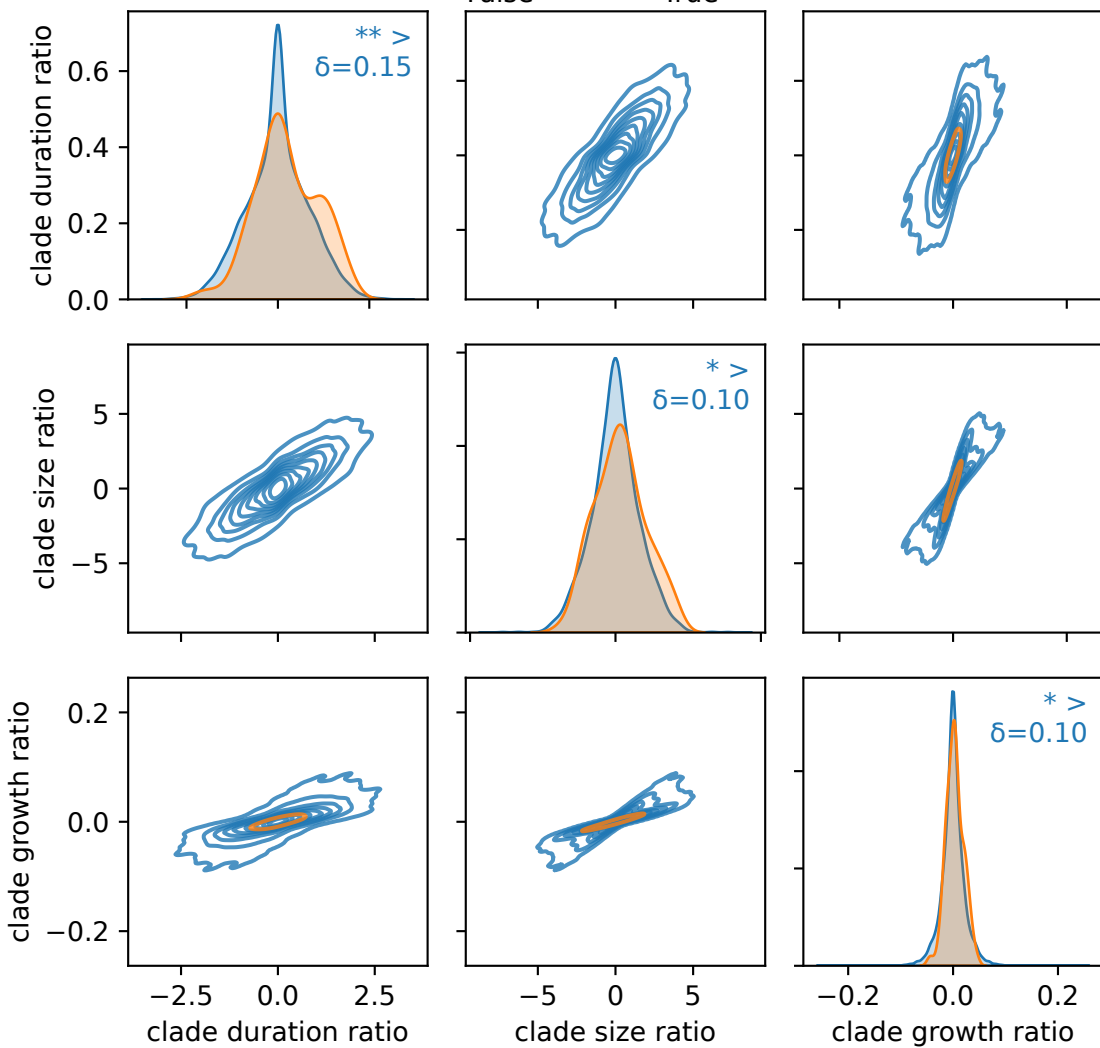 ** >
δ=0.15
clade duration ratio
0.6
0.4
0.2
0.0
* >
δ=0.10
clade size ratio
5
0
−5
* >
δ=0.10
clade growth ratio
0.2
0.0
−0.2
−2.5 0.0 2.5 −5 0 5 −0.2 0.0 0.2
clade duration ratio clade size ratio clade growth ratio